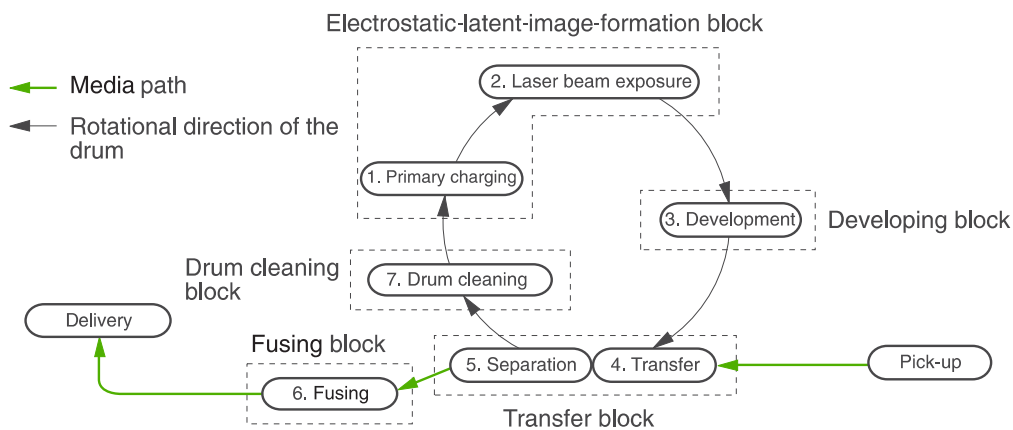 Electrostatic-latent-image-formation block
2. Laser beam exposure
Media path
Rotational direction of the
drum
1. Primary charging
3. Development
Developing block
Drum cleaning
block
7. Drum cleaning
Delivery
Fusing block
5. Separation
4. Transfer
Pick-up
6. Fusing
Transfer block